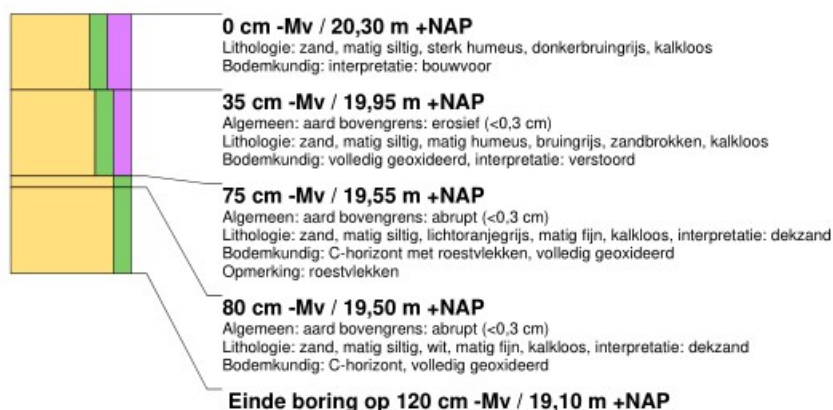 0 cm -Mv / 20,30 m +NAP
Lithologie: zand, matig siltig, sterk humeus, donkerbruingrijs, kalkloos
Bodemkundig: interpretatie: bouwvoor
35 cm -Mv / 19,95 m +NAP
Algemeen: aard bovengrens: erosief (<0,3 cm)
Lithologie: zand, matig siltig, matig humeus, bruingrijs, zandbrokken, kalkloos
Bodemkundig: volledig geoxideerd, interpretatie: verstoord
75 cm -Mv / 19,55 m +NAP
Algemeen: aard bovengrens: abrupt (<0,3 cm)
Lithologie: zand, matig siltig, lichtoranjegrijs, matig fijn, kalkloos, interpretatie: dekzand
Bodemkundig: C-horizont met roestvlekken, volledig geoxideerd
Opmerking: roestvlekken
80 cm -Mv / 19,50 m +NAP
Algemeen: aard bovengrens: abrupt (<0,3 cm)
Lithologie: zand, matig siltig, wit, matig fijn, kalkloos, interpretatie: dekzand
Bodemkundig: C-horizont, volledig geoxideerd
Einde boring op 120 cm -Mv / 19,10 m +NAP